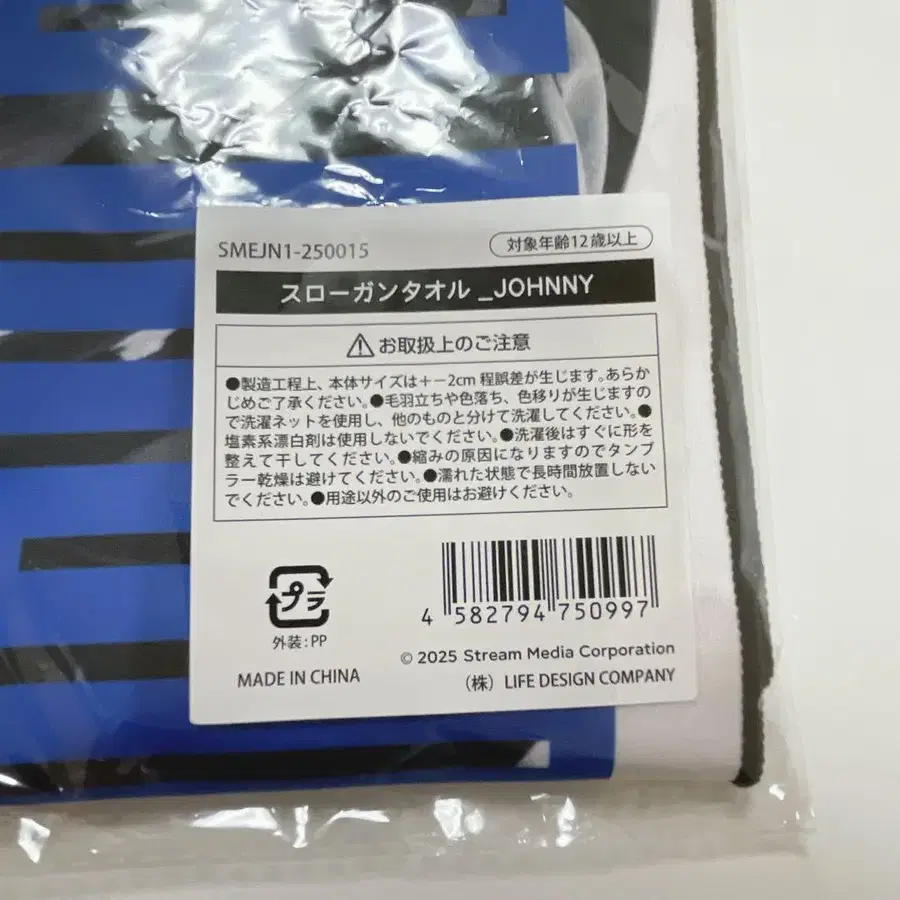 SMEJN1-250015
対象年齢12歳以上
スローガンタオル _JOHNNY
お取扱上のご注意
●製造工程上、本体サイズは+−2cm 程誤差が生じます。あらか
じめご了承ください。●毛羽立ちや色落ち、色移りが生じますの
で洗濯ネットを使用し、他のものと分けて洗濯してください。●
塩素系漂白剤は使用しないでください。●洗濯後はすぐに形を
整えて干してください。●縮みの原因になりますのでタンブ
ラー乾燥は避けてください。●濡れた状態で長時間放置しない
でください。●用途以外のご使用はお避けください。
プラ
外装:PP
MADE IN CHINA
4 582794 750997
© 2025 Stream Media Corporation
(株) LIFE DESIGN COMPANY